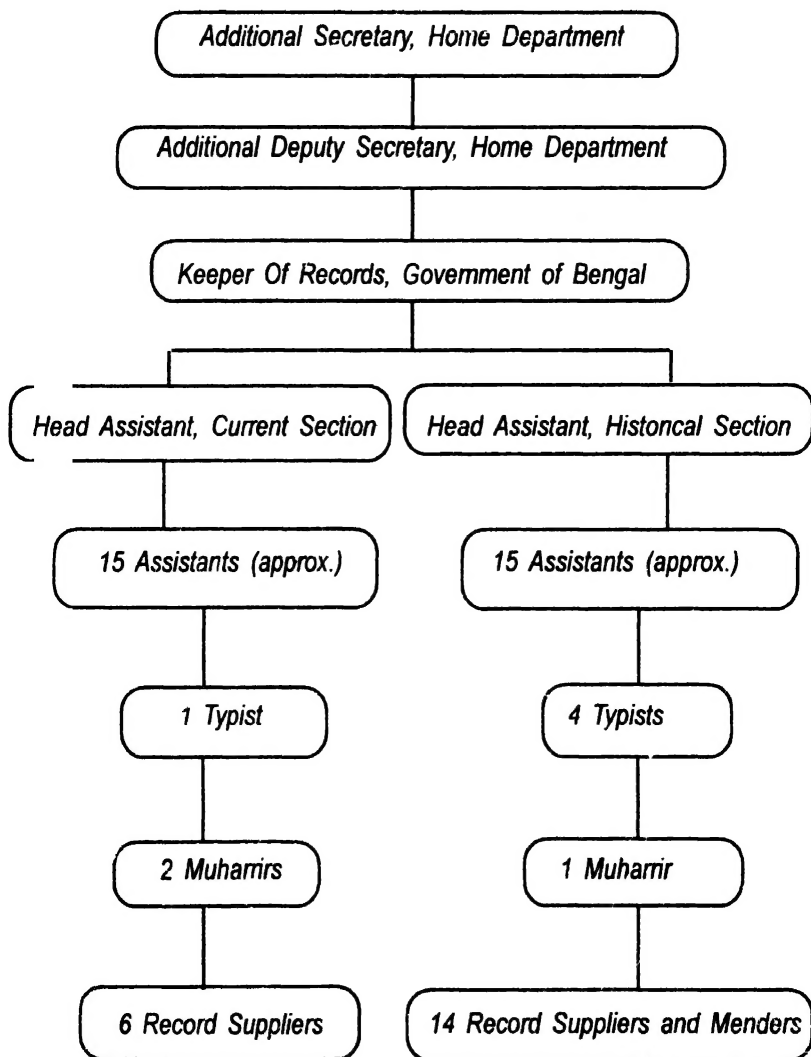 Additional Secretary, Home Department
Additional Deputy Secretary, Home Department
Keeper Of Records, Government of Bengal
Head Assistant, Current Section
Head Assistant, Historical Section
15 Assistants (approx.)
15 Assistants (approx.)
1 Typist
4 Typists
2 Muharrirs
1 Muharrir
6 Record Suppliers
14 Record Suppliers and Menders